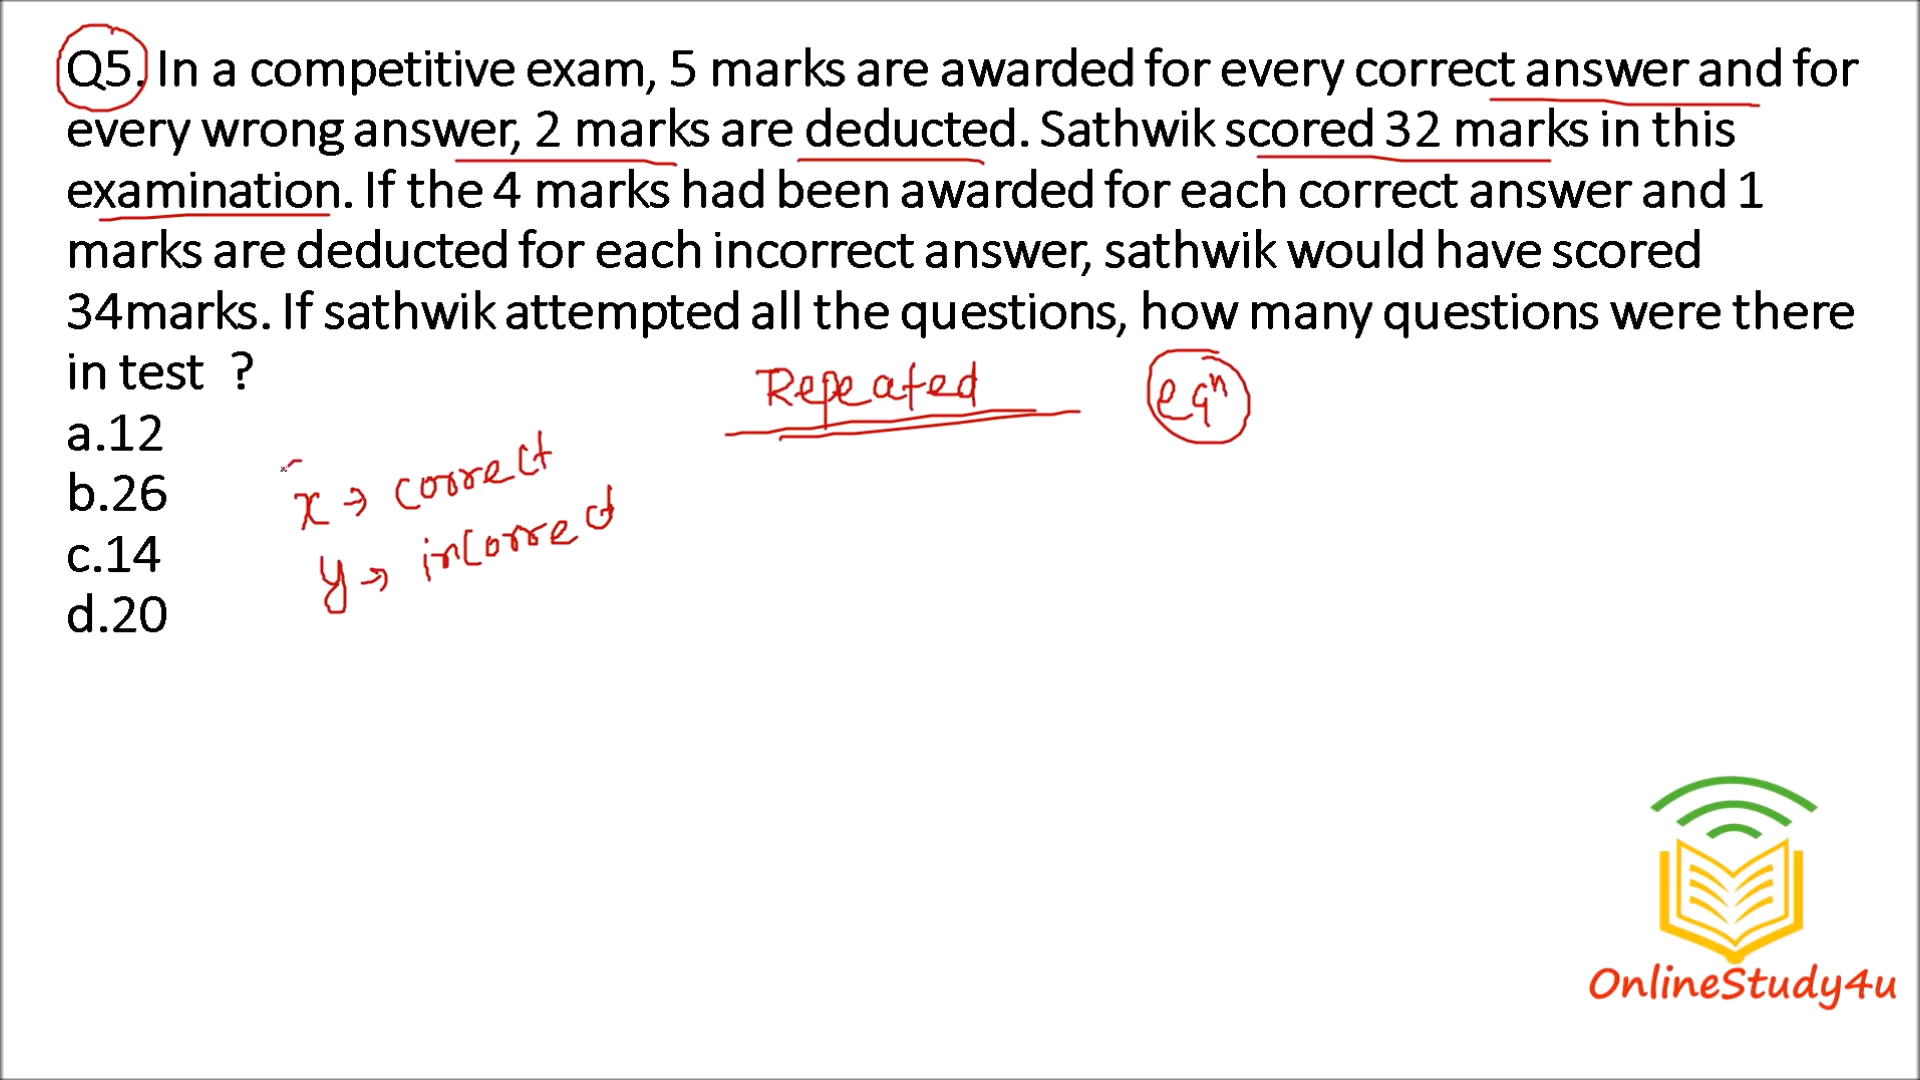 Q5. In a competitive exam, 5 marks are awarded for every correct answer and for
every wrong answer, 2 marks are deducted. Sathwik scored 32 marks in this
examination. If the 4 marks had been awarded for each correct answer and 1
marks are deducted for each incorrect answer, sathwik would have scored
34marks. If sathwik attempted all the questions, how many questions were there
in test ?
Repeated eqⁿ
a.12
b.26
c.14
d.20
x → correct
y → incorrect
OnlineStudy4u